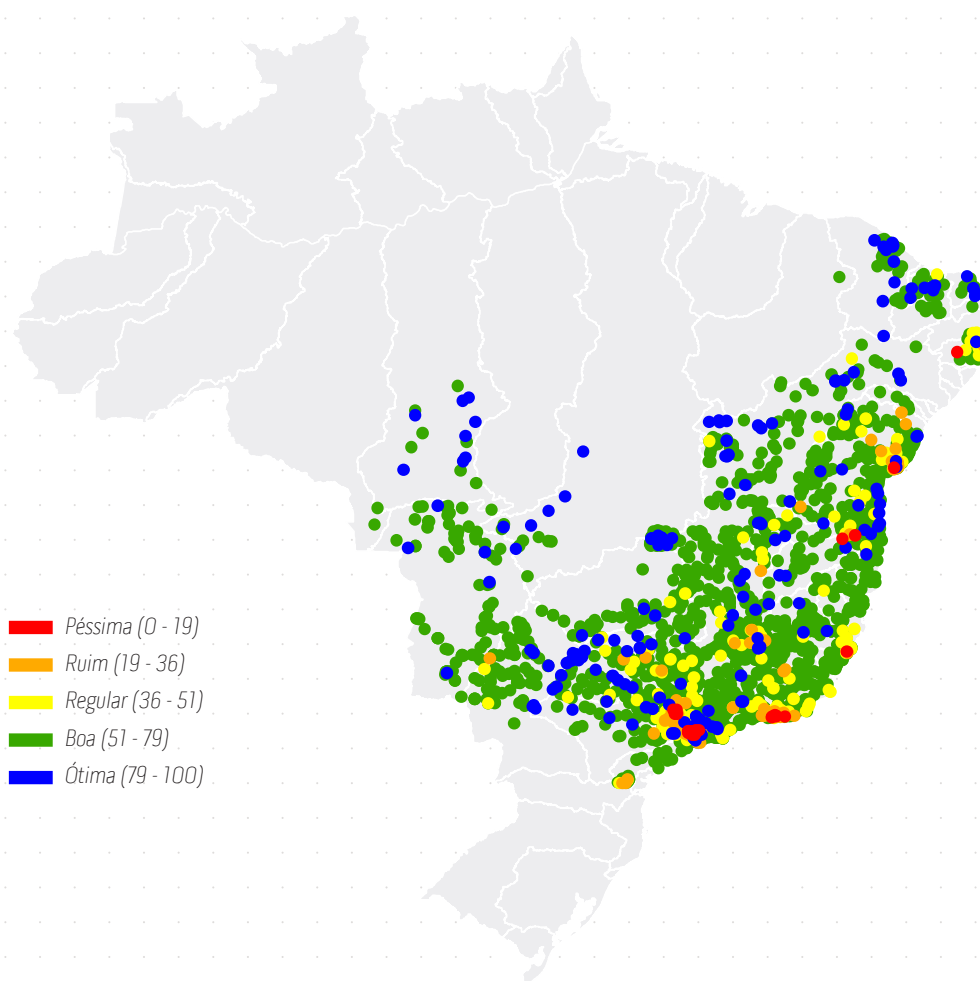 Péssima (0 - 19)
Ruim (19 - 36)
Regular (36 - 51)
Boa (51 - 79)
Ótima (79 - 100)